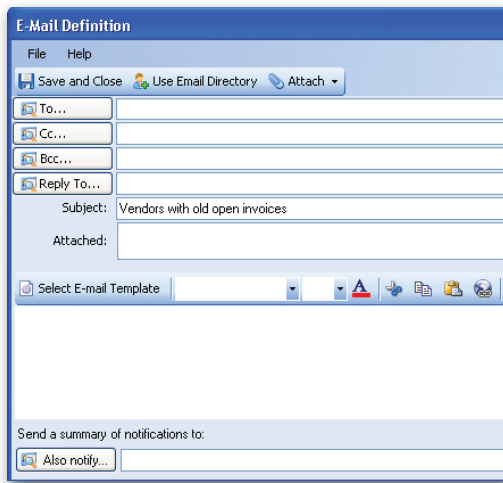 E-Mail Definition
File Help
Save and Close Use Email Directory Attach
To...
Cc...
Bcc...
Reply To...
Subject: Vendors with old open invoices
Attached:
Select E-mail Template A
Send a summary of notifications to:
Also notify...